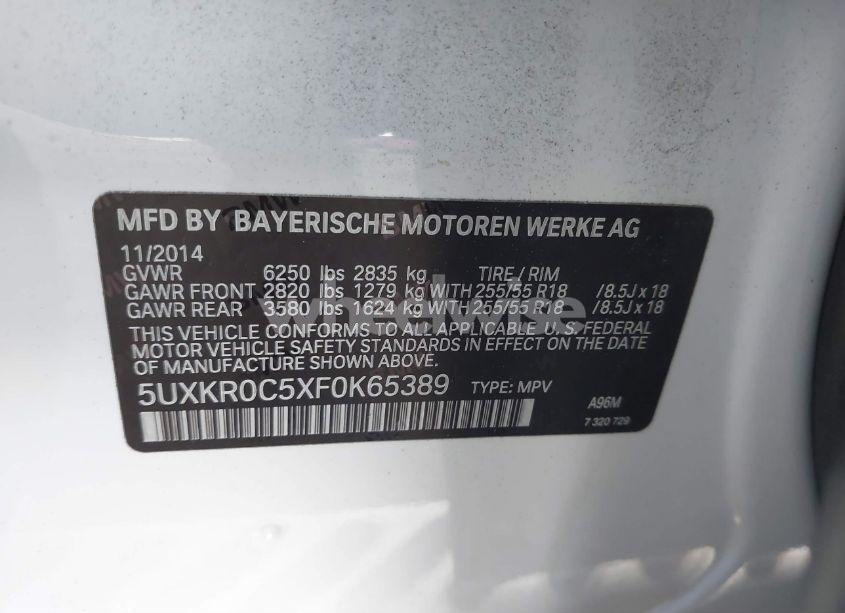 MFD BY BAYERISCHE MOTOREN WERKE AG
11/2014
GVWR 6250 lbs 2835 kg TIRE / RIM
GAWR FRONT 2820 lbs 1279 kg WITH 255/55 R18 /8.5J x 18
GAWR REAR 3580 lbs 1624 kg WITH 255/55 R18 /8.5J x 18
THIS VEHICLE CONFORMS TO ALL APPLICABLE U.S. FEDERAL
MOTOR VEHICLE SAFETY STANDARDS IN EFFECT ON THE DATE
OF MANUFACTURE SHOWN ABOVE.
5UXKR0C5XF0K65389 TYPE: MPV
A96M
7 320 729